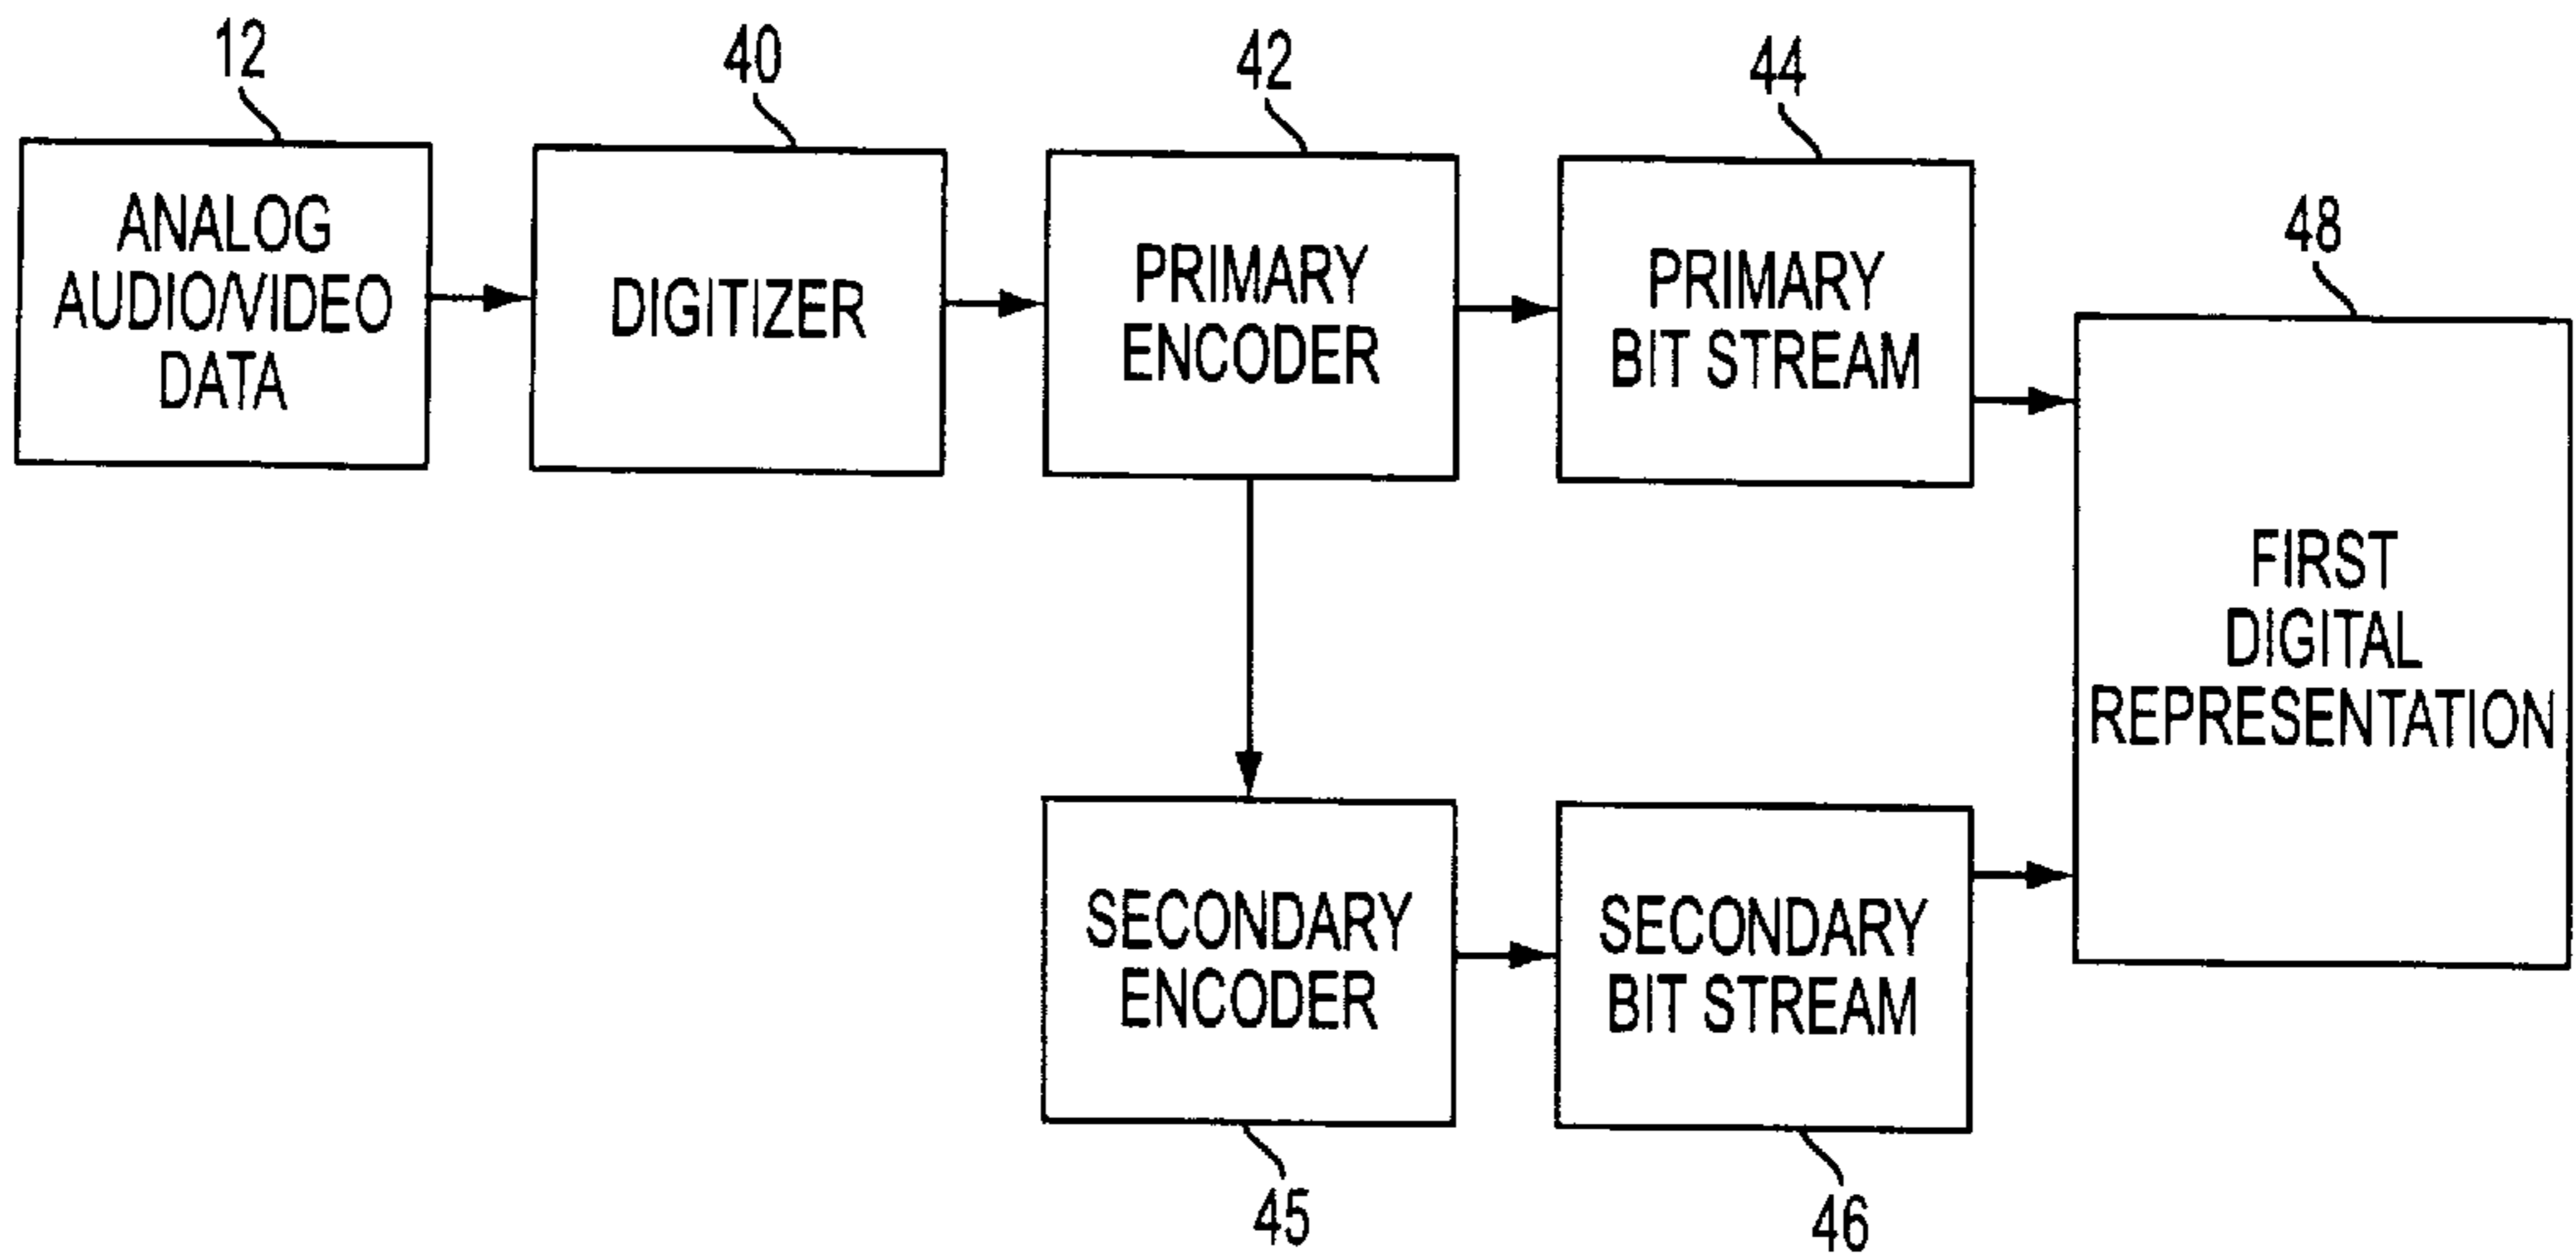 12
40
42
44
48
ANALOG
AUDIO/VIDEO
DATA
DIGITIZER
PRIMARY
ENCODER
PRIMARY
BIT STREAM
FIRST
DIGITAL
REPRESENTATION
SECONDARY
ENCODER
SECONDARY
BIT STREAM
45
46